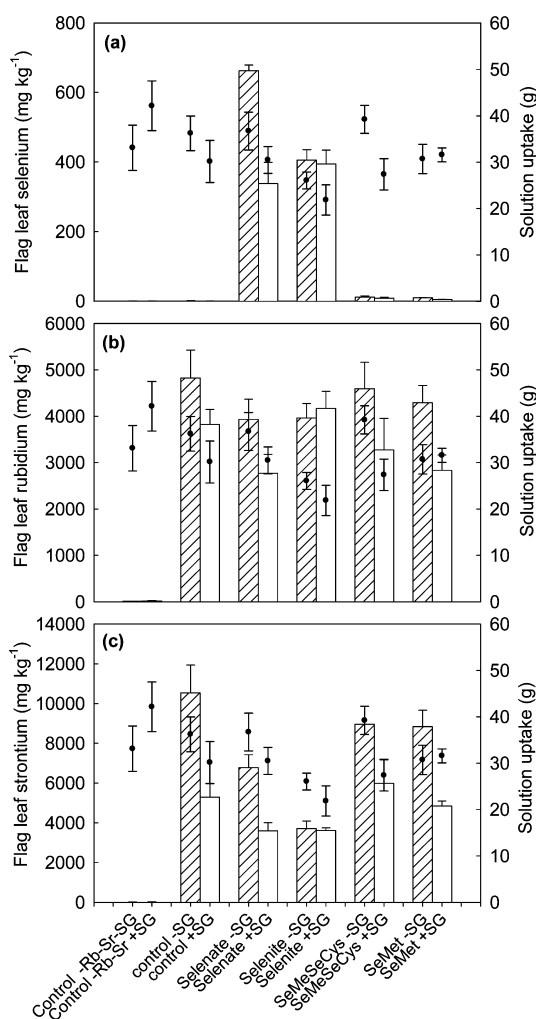 (a)
Flag leaf selenium (mg kg⁻¹)
800
600
400
200
0
Solution uptake (g)
60
50
40
30
20
10
0
(b)
Flag leaf rubidium (mg kg⁻¹)
6000
5000
4000
3000
2000
1000
0
Solution uptake (g)
60
50
40
30
20
10
0
(c)
Flag leaf strontium (mg kg⁻¹)
14000
12000
10000
8000
6000
4000
2000
0
Solution uptake (g)
60
50
40
30
20
10
0
Control -Rb-Sr-SG
Control -Rb-Sr +SG
control -SG
control +SG
Selenate -SG
Selenate +SG
Selenite -SG
Selenite +SG
SeMeSeCys -SG
SeMeSeCys +SG
SeMet -SG
SeMet +SG